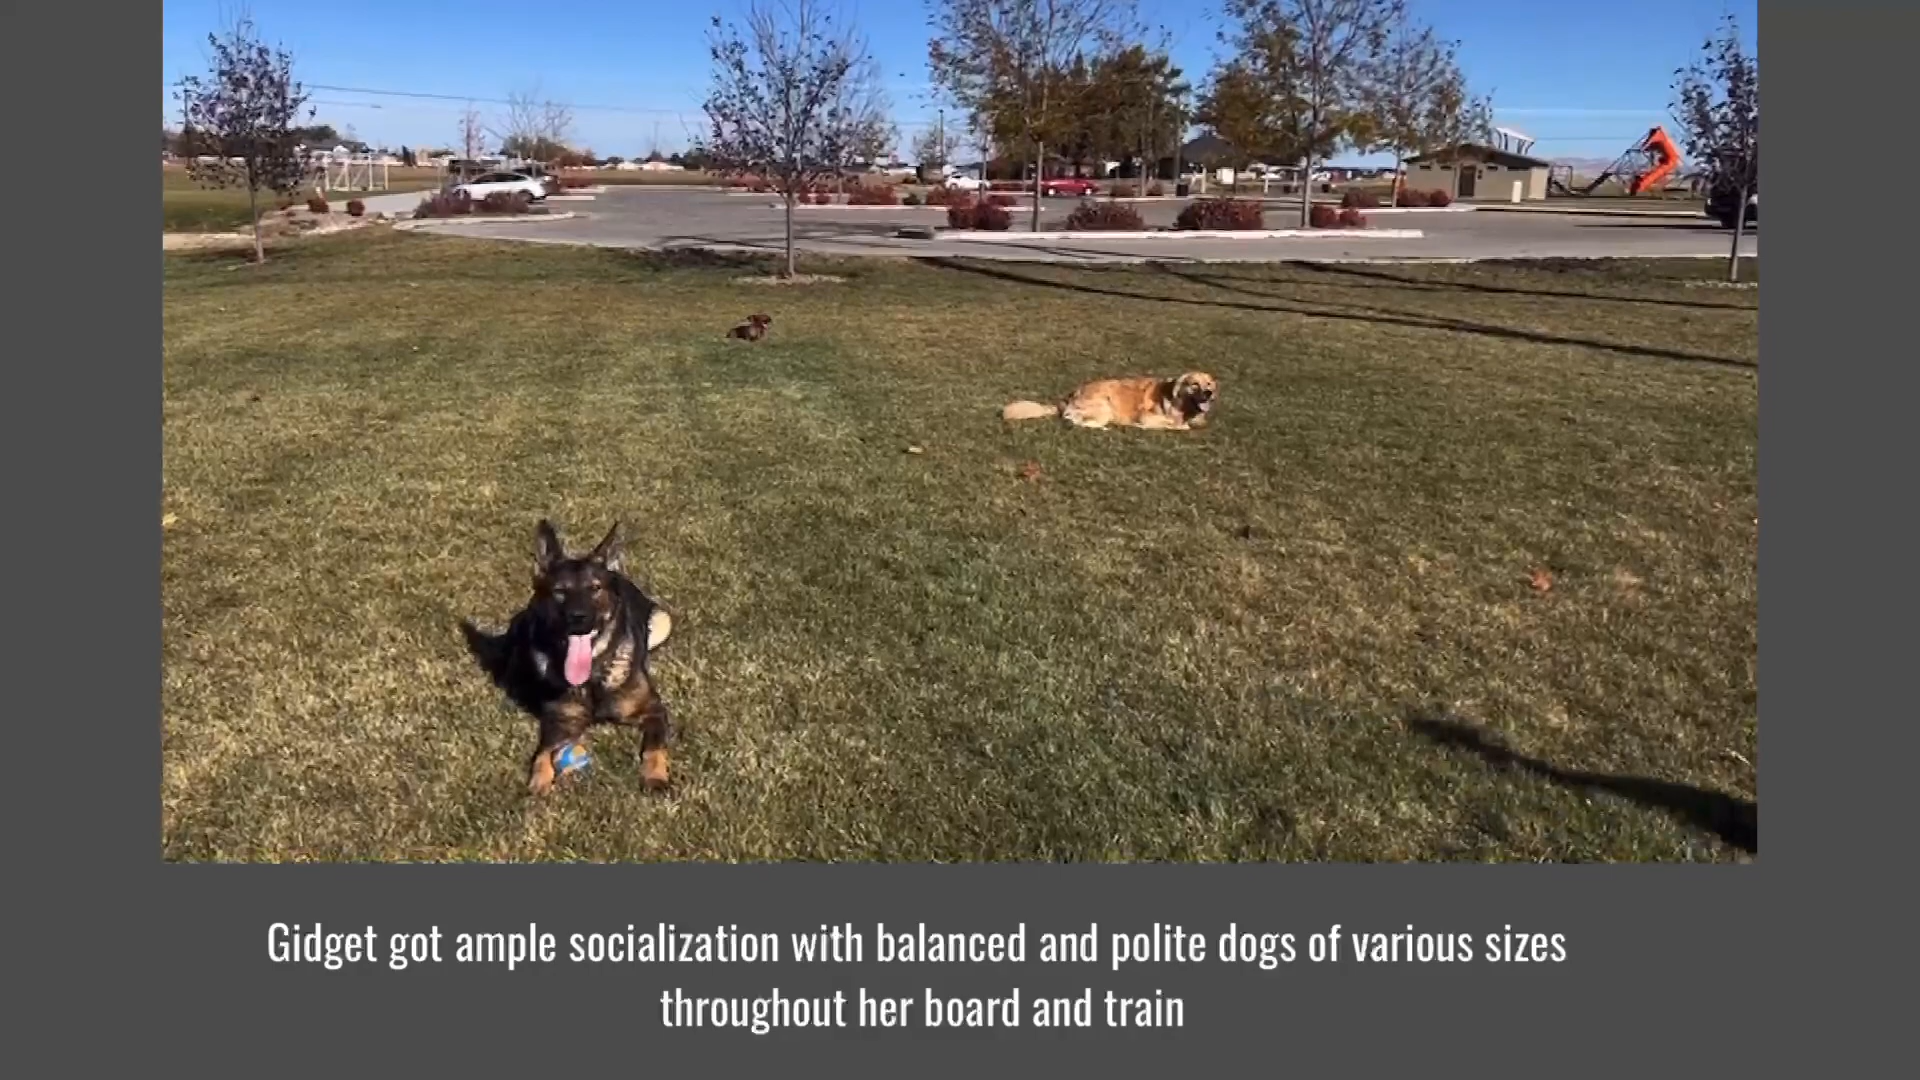 Gidget got ample socialization with balanced and polite dogs of various sizes
throughout her board and train